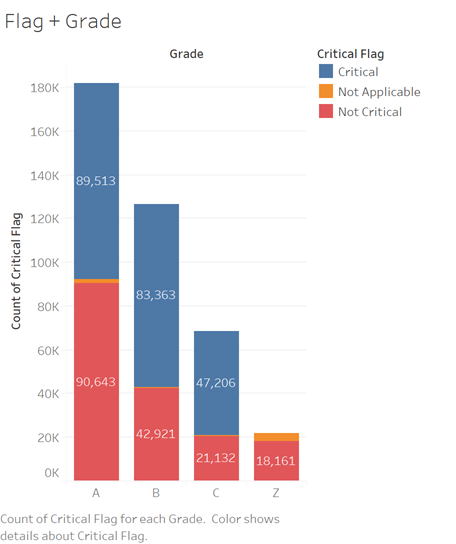 Flag + Grade
Grade
Critical Flag
Critical
Not Applicable
Not Critical
Count of Critical Flag
180K
160K
140K
120K
100K
80K
60K
40K
20K
0K
89,513
90,643
83,363
42,921
47,206
21,132
18,161
A
B
C
Z
Count of Critical Flag for each Grade. Color shows
details about Critical Flag.